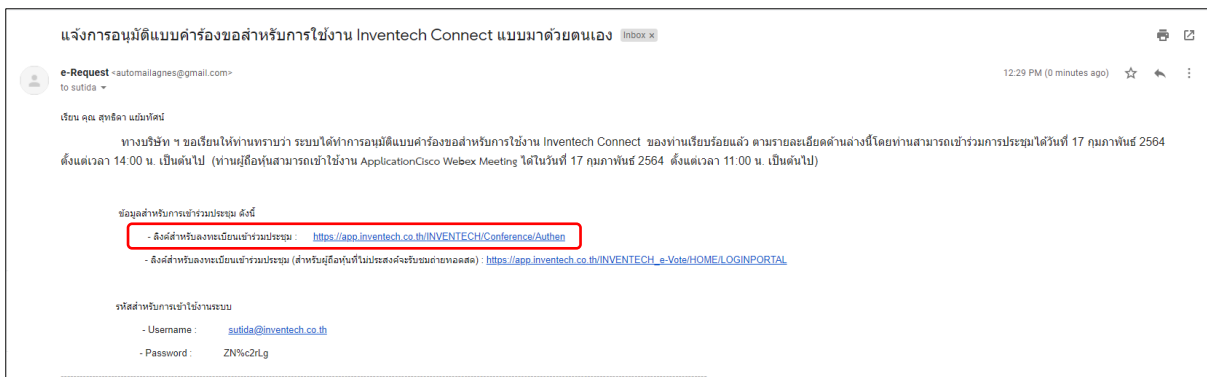 แจ้งการอนุมัติแบบคำร้องขอสำหรับการใช้งาน Inventech Connect แบบมาด้วยตนเอง Inbox x
e-Request <automailagnes@gmail.com> 12:29 PM (0 minutes ago)
to sutida
เรียน คุณ สุทธิดา แย้มทัศน์
ทางบริษัท ฯ ขอเรียนให้ท่านทราบว่า ระบบได้ทำการอนุมัติแบบคำร้องขอสำหรับการใช้งาน Inventech Connect ของท่านเรียบร้อยแล้ว ตามรายละเอียดด้านล่างนี้โดยท่านสามารถเข้าร่วมการประชุมได้วันที่ 17 กุมภาพันธ์ 2564
ตั้งแต่เวลา 14:00 น. เป็นต้นไป (ท่านผู้ถือหุ้นสามารถเข้าใช้งาน ApplicationCisco Webex Meeting ได้ในวันที่ 17 กุมภาพันธ์ 2564 ตั้งแต่เวลา 11:00 น. เป็นต้นไป)
ข้อมูลสำหรับการเข้าร่วมประชุม ดังนี้
- ลิงค์สำหรับลงทะเบียนเข้าร่วมประชุม : https://app.inventech.co.th/INVENTECH/Conference/Authen
- ลิงค์สำหรับลงทะเบียนเข้าร่วมประชุม (สำหรับผู้ถือหุ้นที่ไม่ประสงค์จะรับชมถ่ายทอดสด) : https://app.inventech.co.th/INVENTECH_e-Vote/HOME/LOGINPORTAL
รหัสสำหรับการเข้าใช้งานระบบ
- Username : sutida@inventech.co.th
- Password : ZN%c2rLg